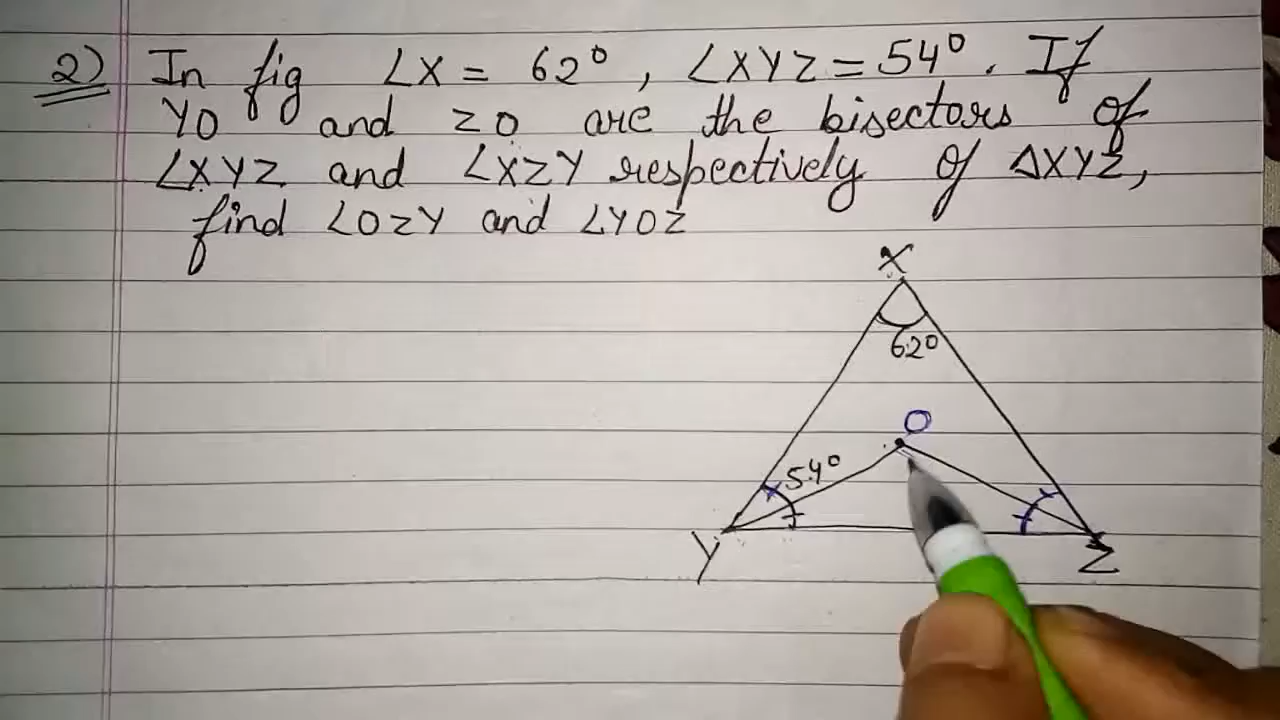 2) In fig ∠X = 62°, ∠XYZ = 54°. If
YO and ZO are the bisectors of
∠XYZ and ∠XZY respectively of ΔXYZ,
find ∠OZY and ∠YOZ
X
62°
O
54°
Y
Z